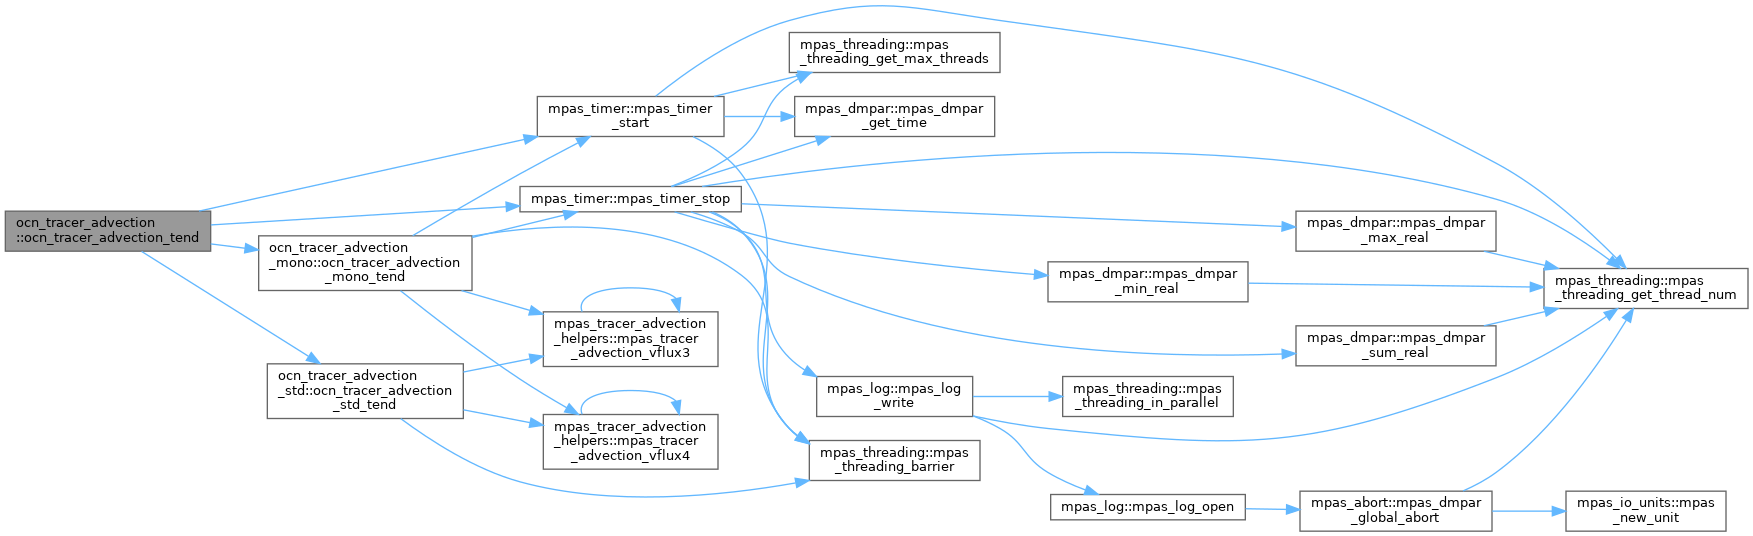 ocn_tracer_advection
::ocn_tracer_advection_tend
mpas_timer::mpas_timer
_start
mpas_timer::mpas_timer_stop
ocn_tracer_advection
_mono::ocn_tracer_advection
_mono_tend
ocn_tracer_advection
_std::ocn_tracer_advection
_std_tend
mpas_tracer_advection
_helpers::mpas_tracer
_advection_vflux3
mpas_tracer_advection
_helpers::mpas_tracer
_advection_vflux4
mpas_threading::mpas
_threading_get_max_threads
mpas_dmpar::mpas_dmpar
_get_time
mpas_log::mpas_log
_write
mpas_threading::mpas
_threading_barrier
mpas_dmpar::mpas_dmpar
_min_real
mpas_threading::mpas
_threading_in_parallel
mpas_log::mpas_log_open
mpas_dmpar::mpas_dmpar
_max_real
mpas_dmpar::mpas_dmpar
_sum_real
mpas_abort::mpas_dmpar
_global_abort
mpas_threading::mpas
_threading_get_thread_num
mpas_io_units::mpas
_new_unit